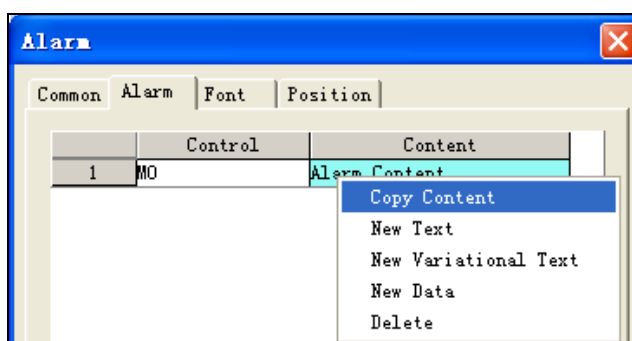 Alarm
Common Alarm Font Position
Control Content
1 MO Alarm Content
Copy Content
New Text
New Variational Text
New Data
Delete